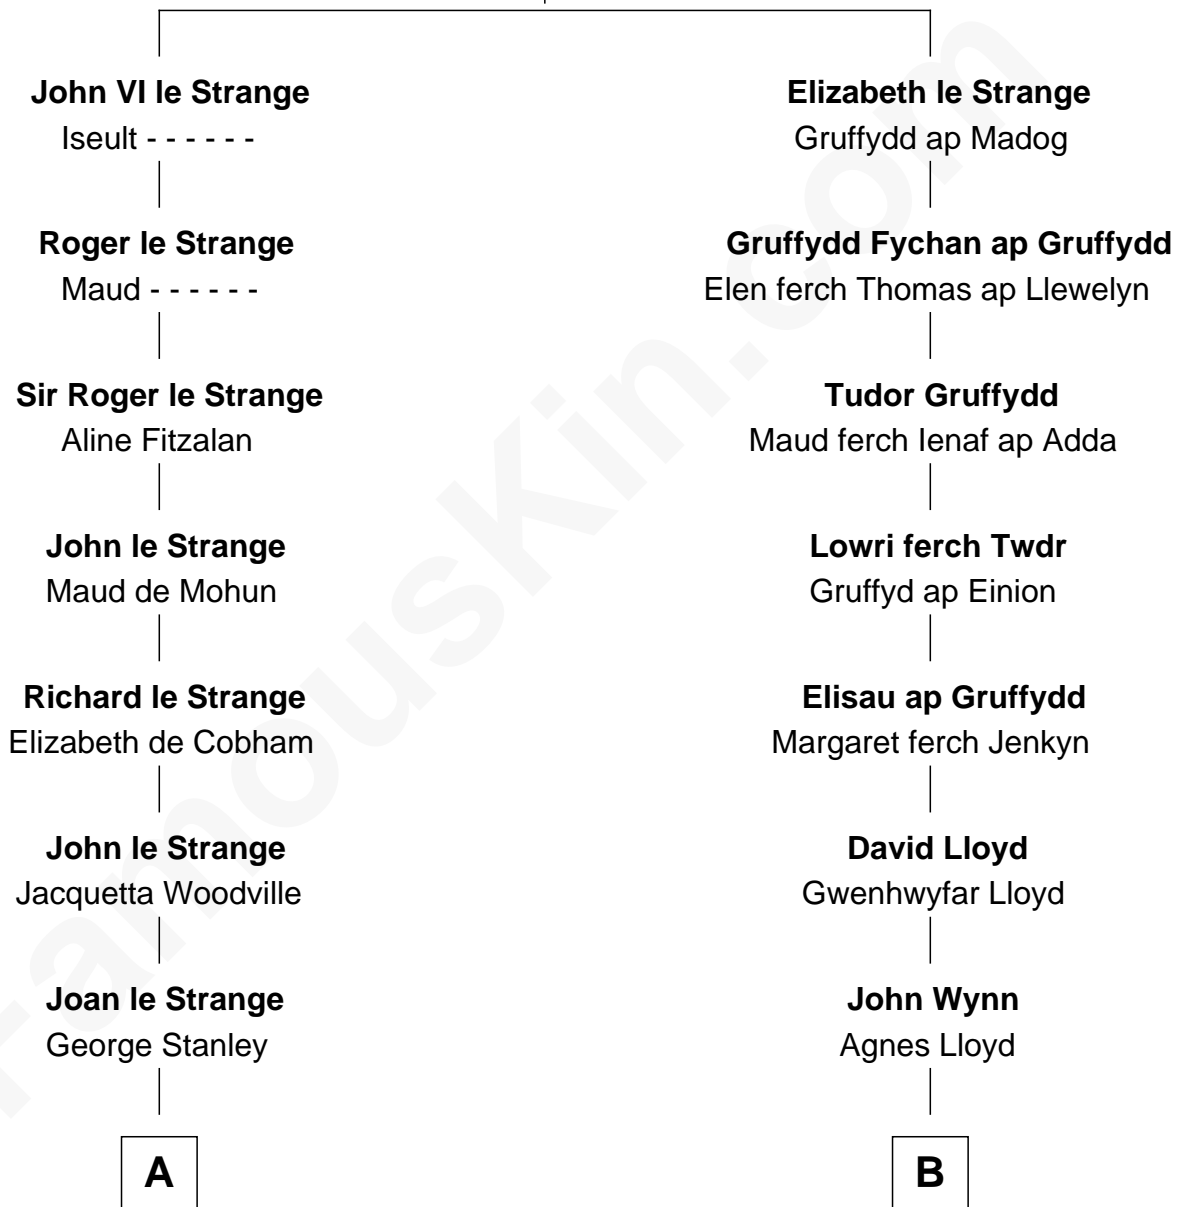 John VI le Strange
Iseult - - - - - -
Roger le Strange
Maud - - - - - -
Sir Roger le Strange
Aline Fitzalan
John le Strange
Maud de Mohun
Richard le Strange
Elizabeth de Cobham
John le Strange
Jacquetta Woodville
Joan le Strange
George Stanley
A
Elizabeth le Strange
Gruffydd ap Madog
Gruffydd Fychan ap Gruffydd
Elen ferch Thomas ap Llewelyn
Tudor Gruffydd
Maud ferch Ienaf ap Adda
Lowri ferch Twdr
Gruffyd ap Einion
Elisau ap Gruffydd
Margaret ferch Jenkyn
David Lloyd
Gwenhwyfar Lloyd
John Wynn
Agnes Lloyd
B
FamousKin.com